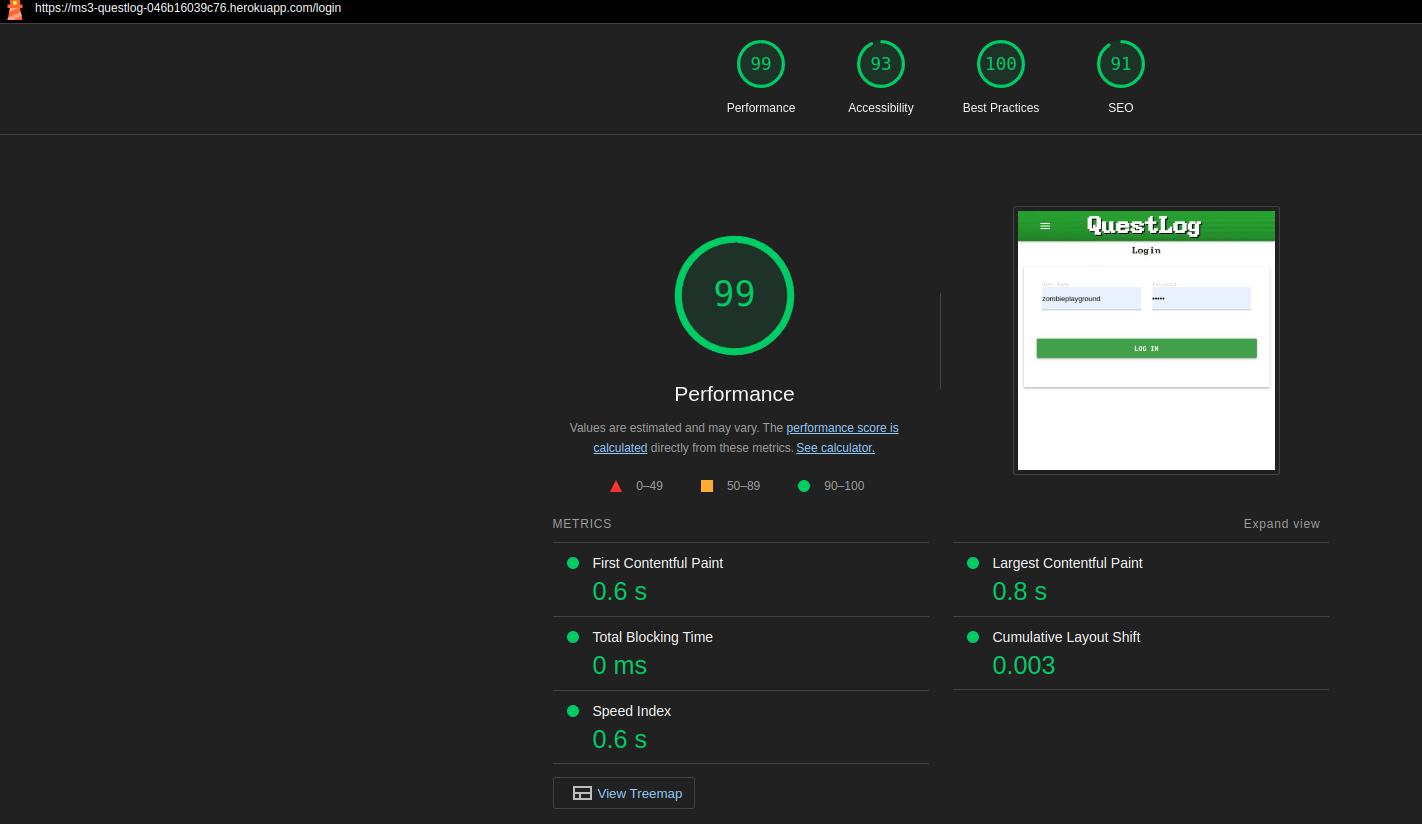 https://ms3-questlog-046b16039c76.herokuapp.com/login
99 93 100 91
Performance Accessibility Best Practices SEO
99
Performance
Values are estimated and may vary. The performance score is
calculated directly from these metrics. See calculator.
0–49 50–89 90–100
QuestLog
Login
User Name Password
zombieplayground •••••
LOG IN
METRICS Expand view
First Contentful Paint
0.6 s
Largest Contentful Paint
0.8 s
Total Blocking Time
0 ms
Cumulative Layout Shift
0.003
Speed Index
0.6 s
View Treemap